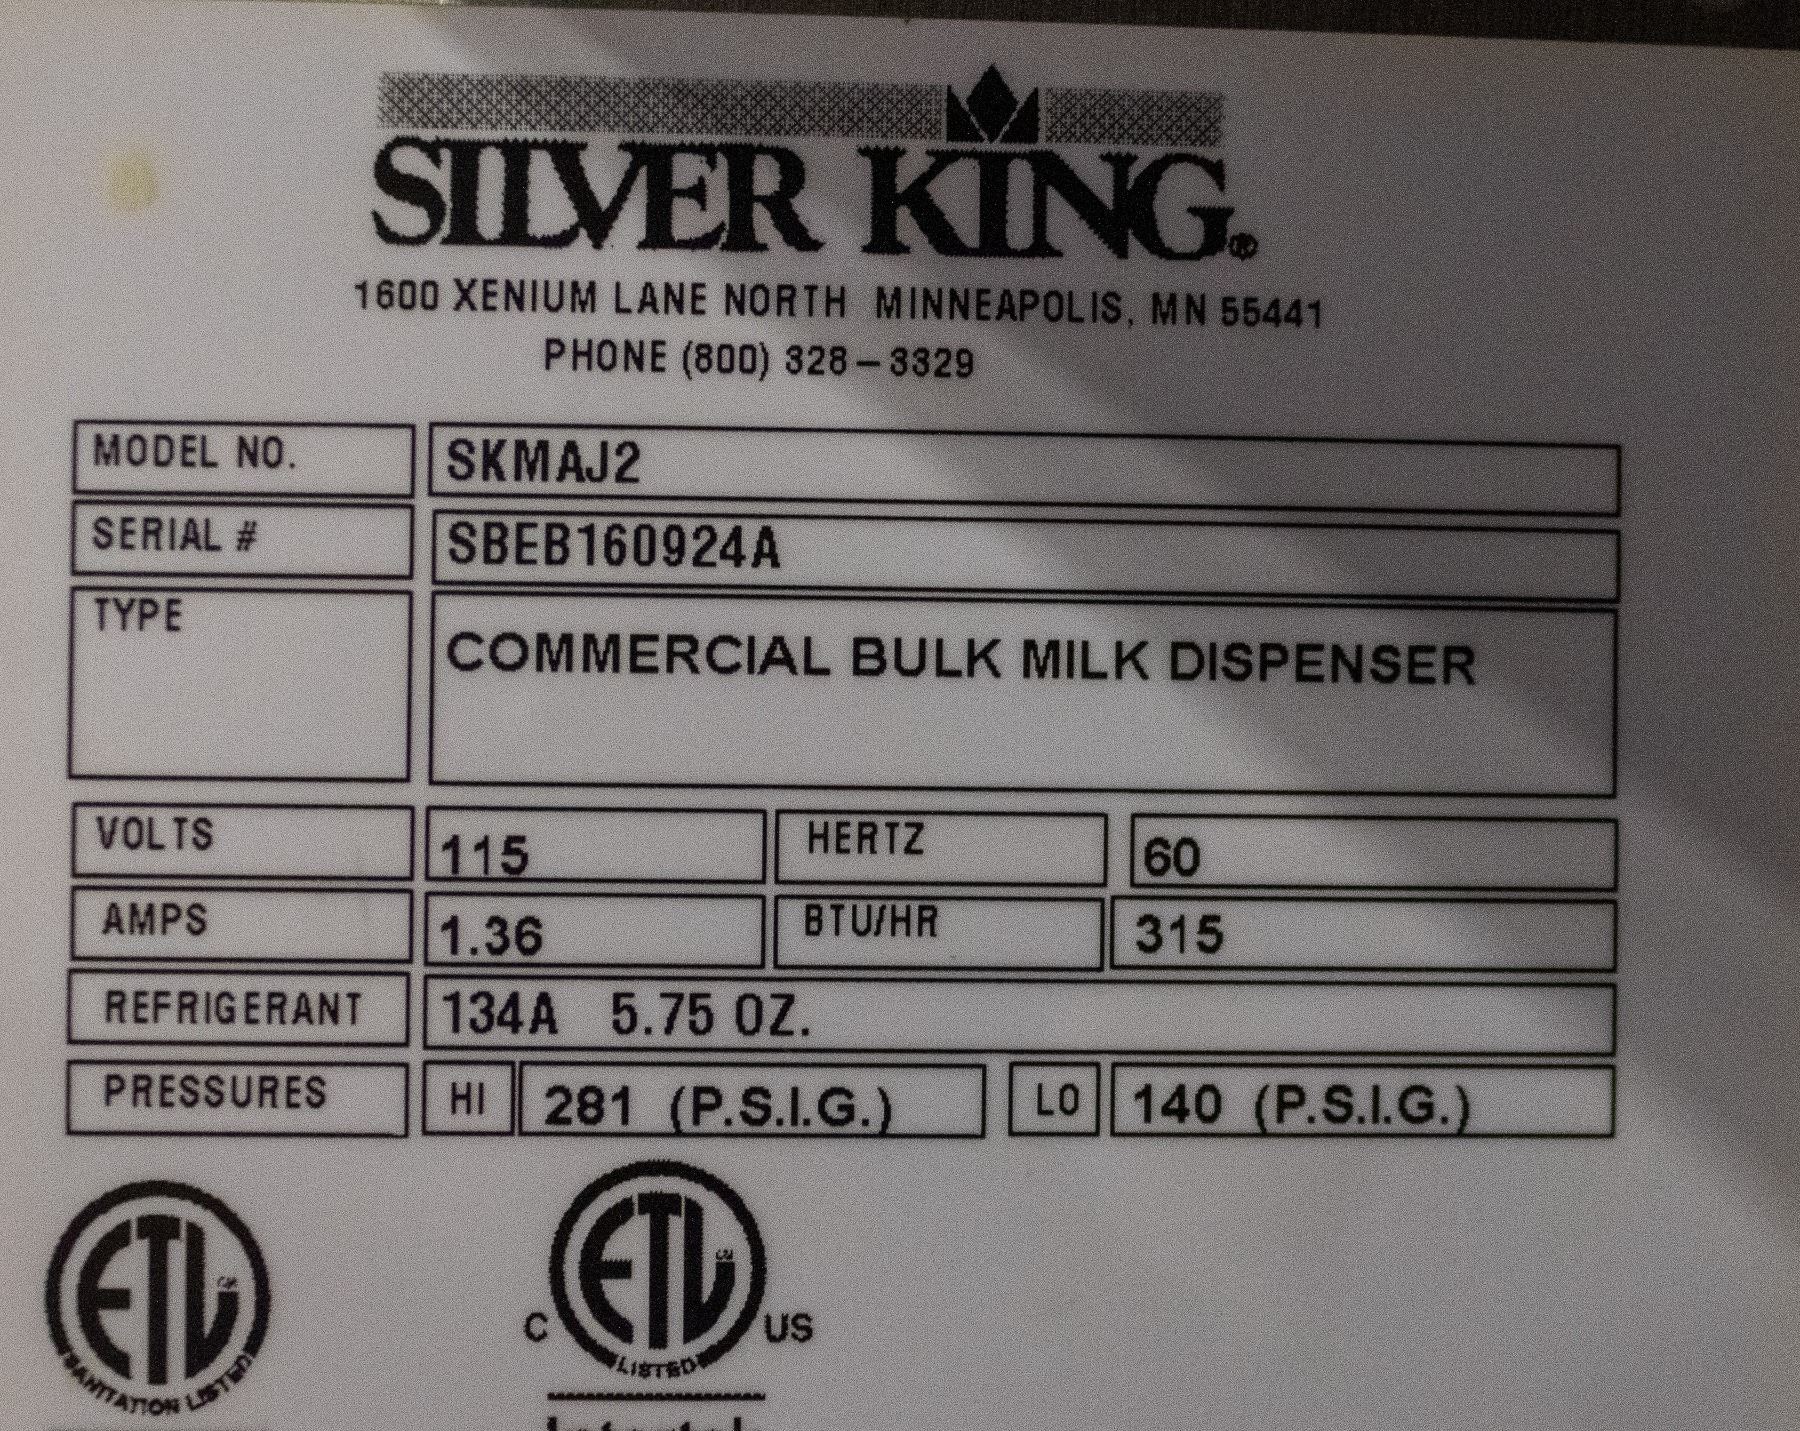 SILVER KING®
1600 XENIUM LANE NORTH MINNEAPOLIS, MN 55441
PHONE (800) 328-3329
MODEL NO. SKMAJ2
SERIAL # SBEB160924A
TYPE COMMERCIAL BULK MILK DISPENSER
VOLTS 115 HERTZ 60
AMPS 1.36 BTU/HR 315
REFRIGERANT 134A 5.75 OZ.
PRESSURES HI 281 (P.S.I.G.) LO 140 (P.S.I.G.)
ETL
SANITATION LISTED
C ETL US
LISTED